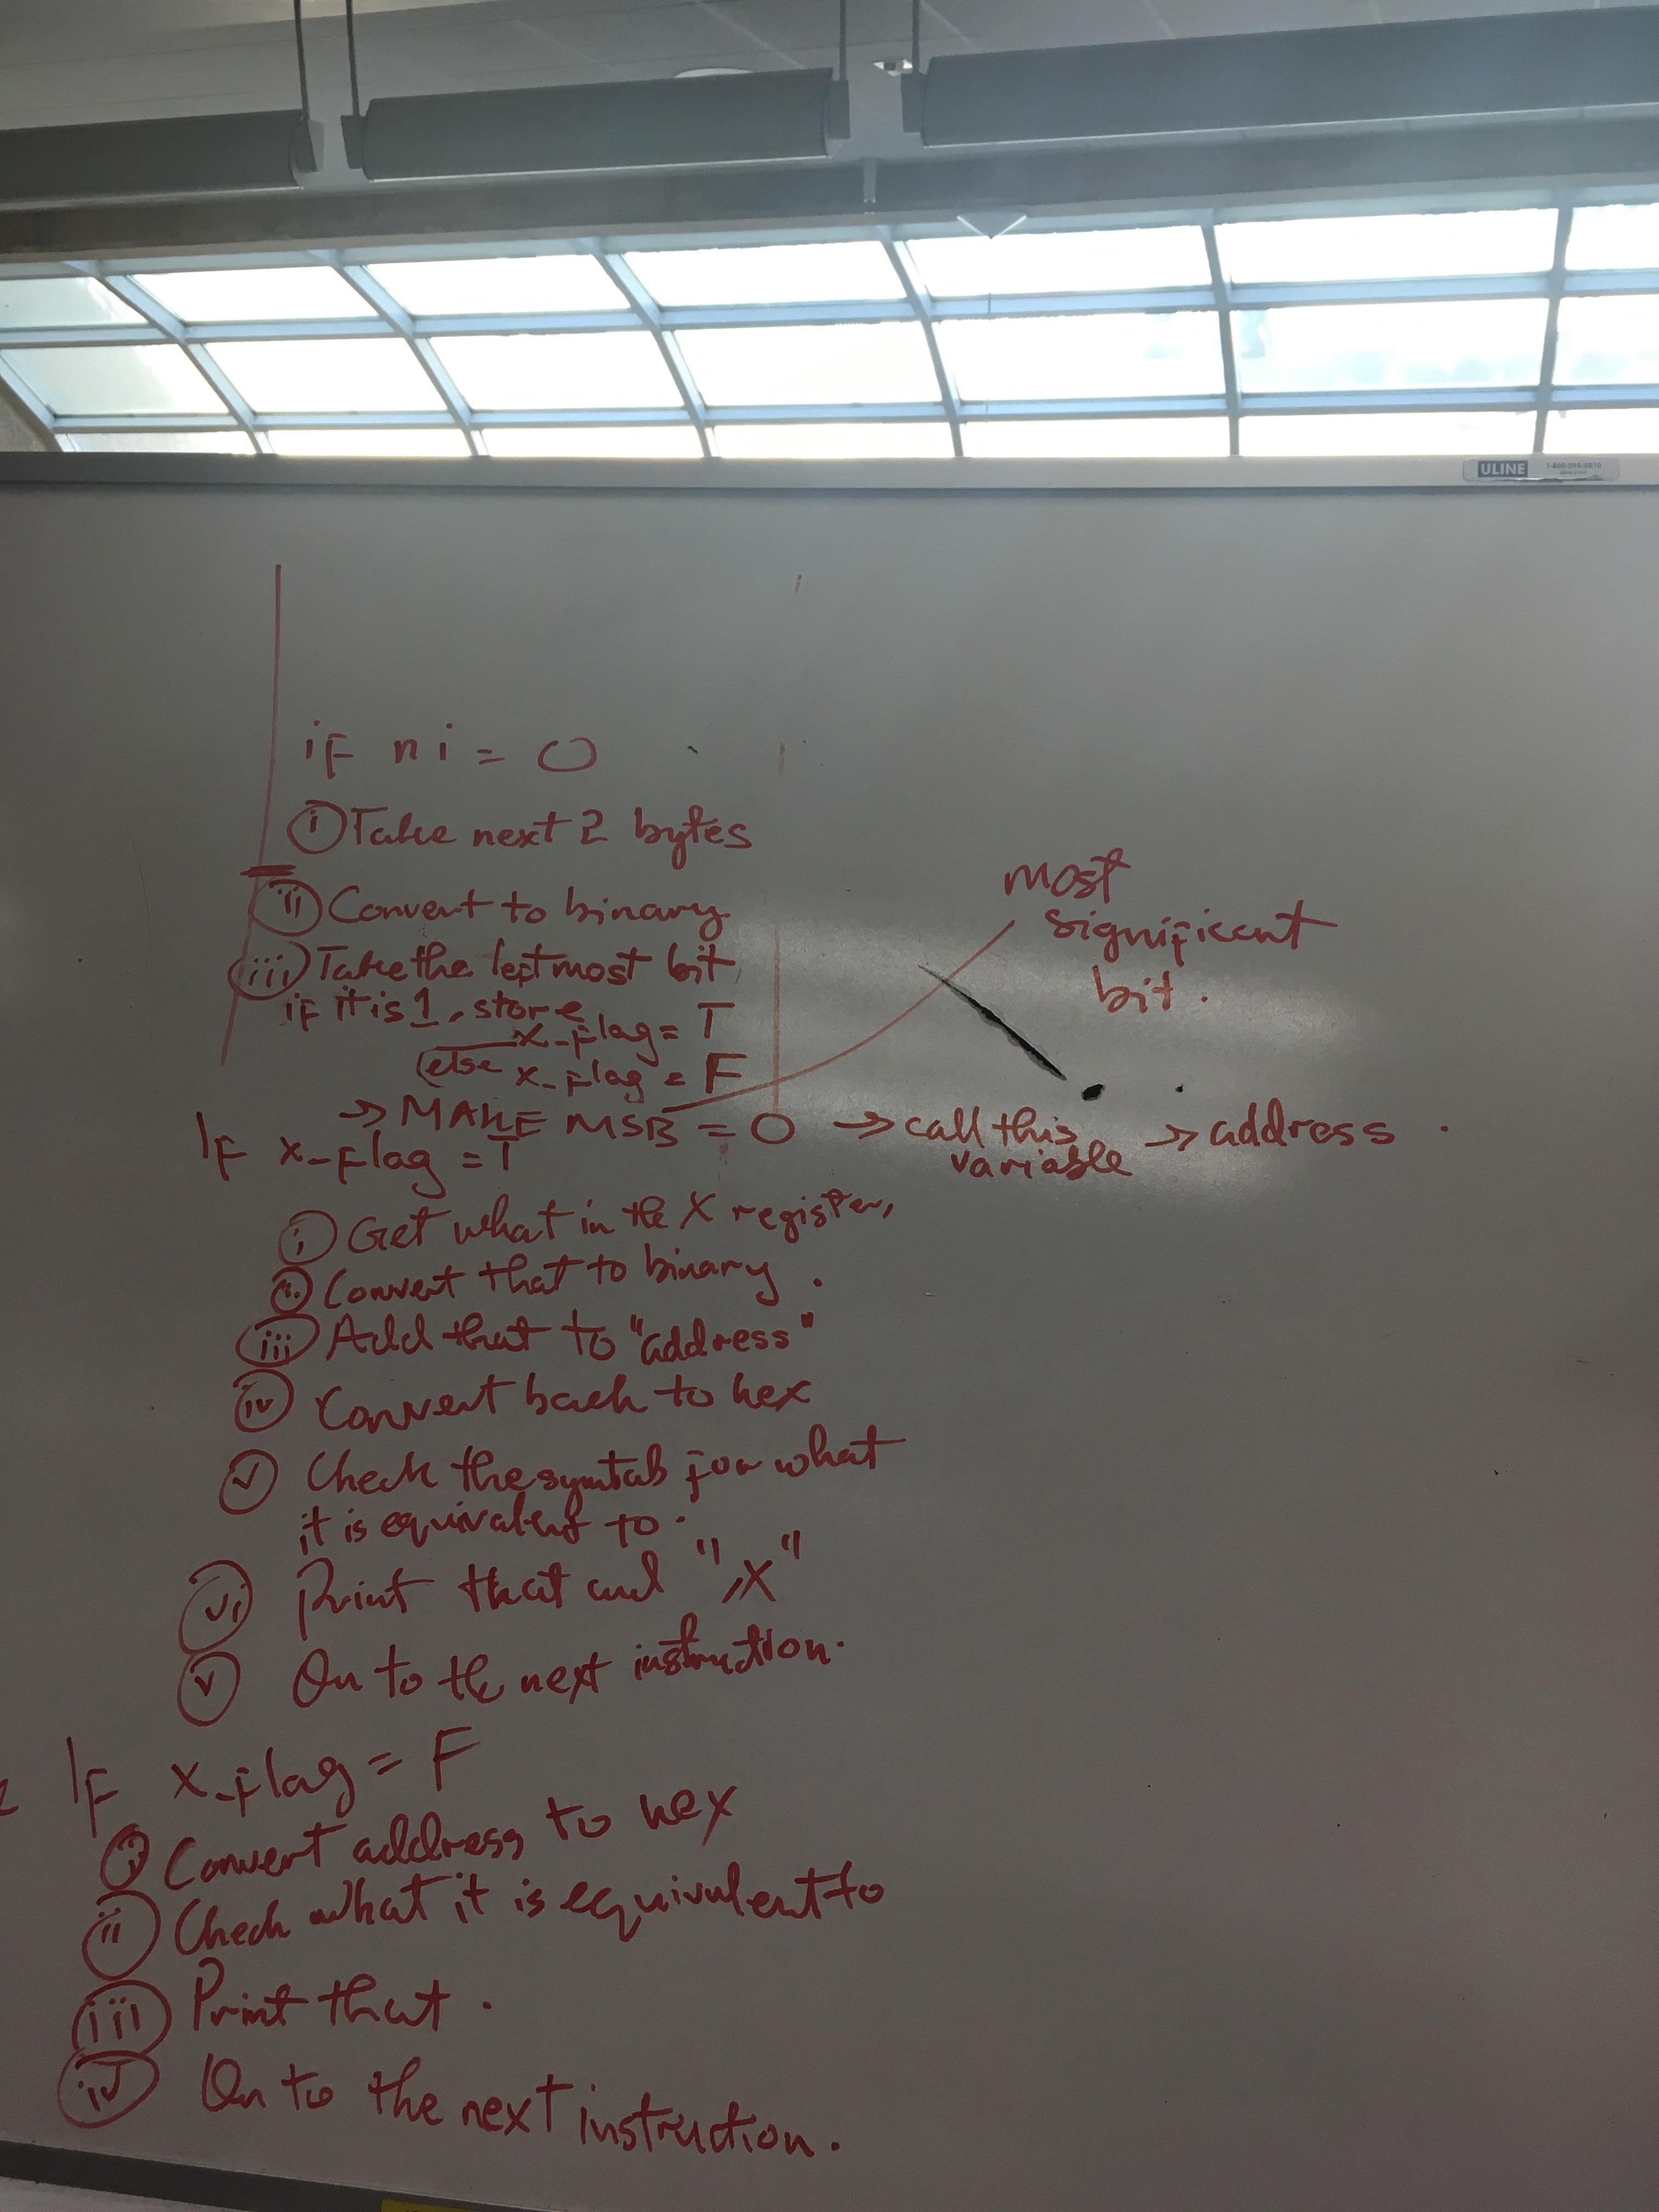 ULINE 1-800-295-5510
uline.com
if ni = 0
i Take next 2 bytes
ii Convert to binary
iii Take the leftmost bit
if it is 1, store
x_flag = T
else x_flag = F
most
significant
bit.
→ MAKE MSB = 0 → call this variable → address.
If x_flag = T
i Get what in the X register,
ii Convert that to binary.
iii Add that to "address"
iv Convert back to hex
v Check the symtab for what
it is equivalent to.
vi Print that and ",X"
v On to the next instruction.
If x_flag = F
i Convert address to hex
ii Check what it is equivalent to
iii Print that.
iv On to the next instruction.